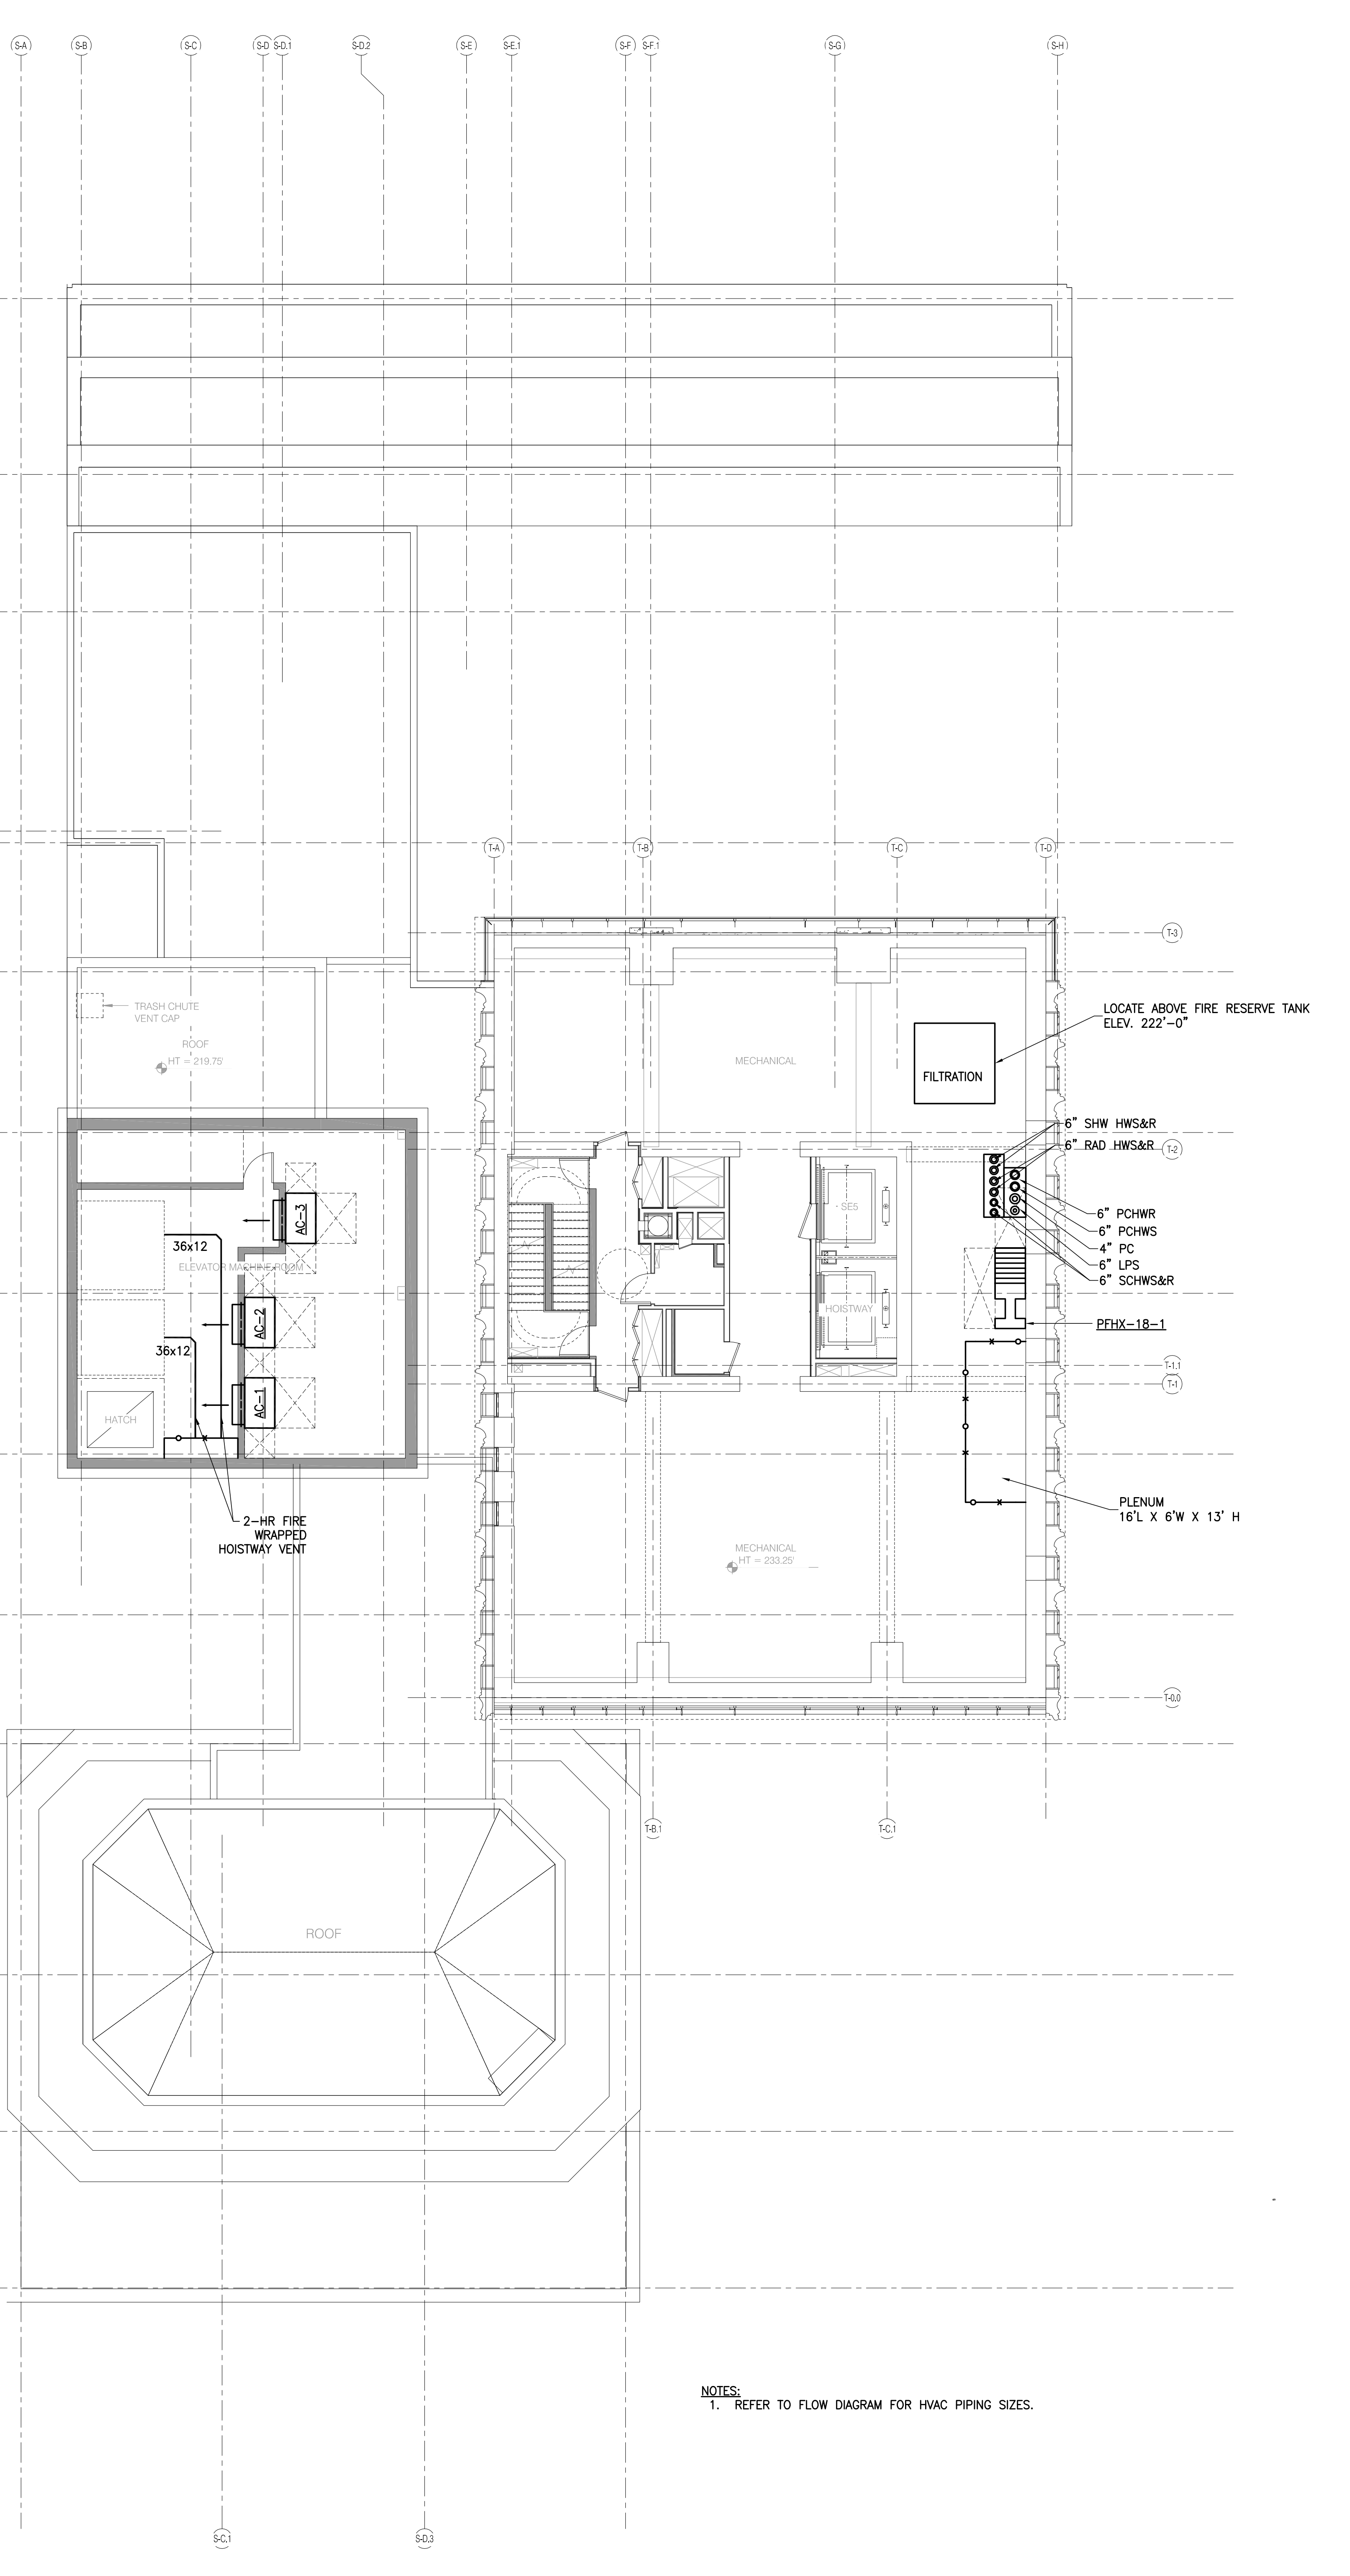 S-A S-B S-C S-D S-D.1 S-D.2 S-E S-E.1 S-F S-F.1 S-G S-H
T-A T-B T-C T-D
T-3
TRASH CHUTE
VENT CAP
ROOF
HT = 219.75'
MECHANICAL
LOCATE ABOVE FIRE RESERVE TANK
ELEV. 222'-0"
FILTRATION
6" SHW HWS&R
6" RAD HWS&R
T-2
6" PCHWR
6" PCHWS
4" PC
6" LPS
6" SCHWS&R
PFHX-18-1
SE5
HOISTWAY
AC-3
36x12
ELEVATOR MACHINE ROOM
AC-2
36x12
AC-1
HATCH
T-1.1
T-1
PLENUM
16'L X 6'W X 13' H
2-HR FIRE
WRAPPED
HOISTWAY VENT
MECHANICAL
HT = 233.25'
T-0.0
T-B.1 T-C.1
ROOF
NOTES:
1. REFER TO FLOW DIAGRAM FOR HVAC PIPING SIZES.
S-C.1 S-D.3